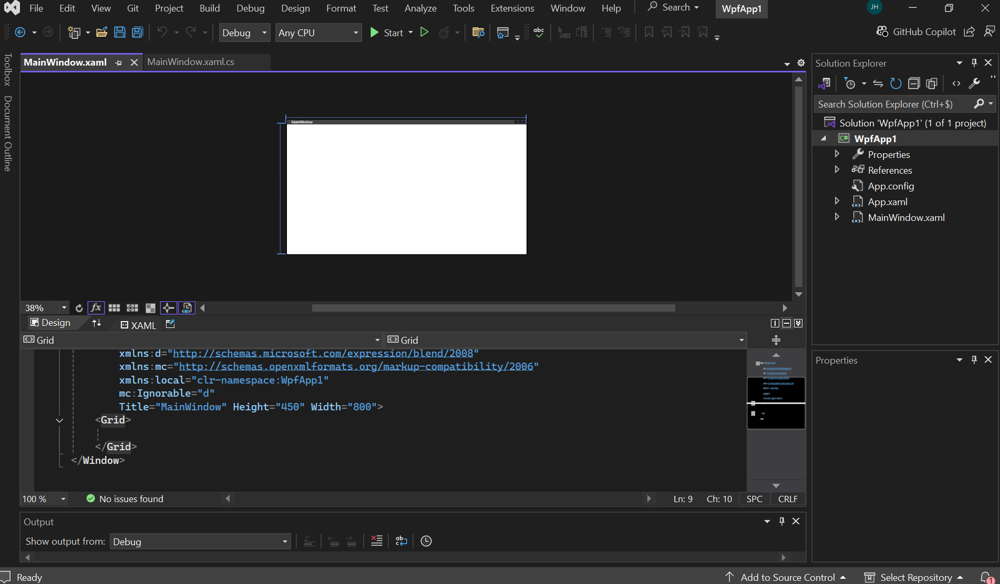 File Edit View Git Project Build Debug Design Format Test Analyze Tools Extensions Window Help Search WpfApp1 JH
Debug Any CPU Start abc GitHub Copilot
Toolbox
Document Outline
MainWindow.xaml MainWindow.xaml.cs
MainWindow
38% fx
Design XAML
Grid Grid
xmlns:d="http://schemas.microsoft.com/expression/blend/2008"
xmlns:mc="http://schemas.openxmlformats.org/markup-compatibility/2006"
xmlns:local="clr-namespace:WpfApp1"
mc:Ignorable="d"
Title="MainWindow" Height="450" Width="800">
<Grid>
</Grid>
</Window>
100 % No issues found Ln: 9 Ch: 10 SPC CRLF
Output
Show output from: Debug
Solution Explorer
Search Solution Explorer (Ctrl+$)
Solution 'WpfApp1' (1 of 1 project)
C# WpfApp1
Properties
References
App.config
App.xaml
MainWindow.xaml
Properties
Ready Add to Source Control Select Repository 1